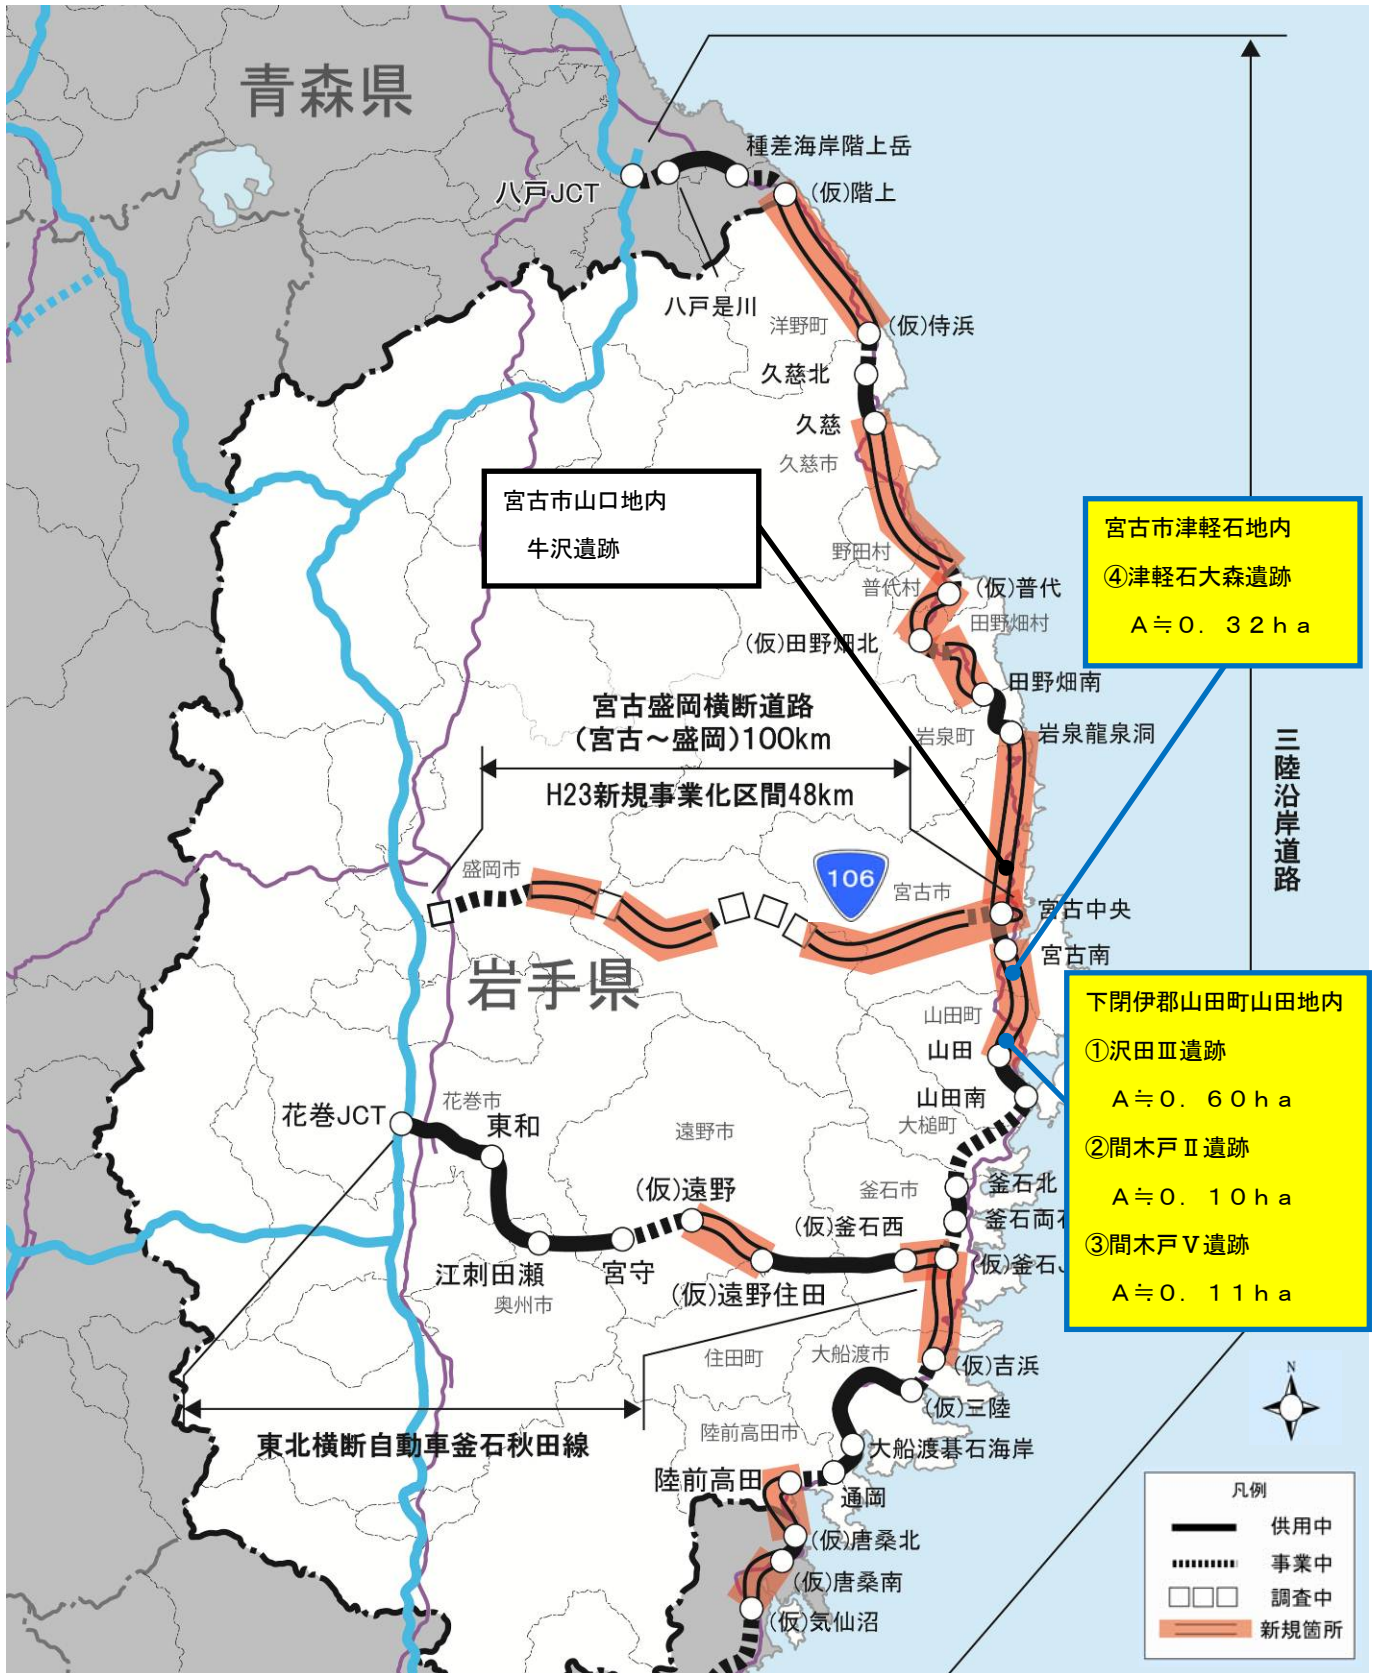 青森県
種差海岸階上岳
八戸JCT
(仮)階上
八戸是川
洋野町
(仮)侍浜
久慈北
久慈
久慈市
宮古市山口地内
牛沢遺跡
宮古市津軽石地内
④津軽石大森遺跡
A≒0.32ha
野田村
普代村
(仮)普代
田野畑村
(仮)田野畑北
田野畑南
宮古盛岡横断道路
(宮古～盛岡)100km
岩泉町
岩泉龍泉洞
H23新規事業化区間48km
三陸沿岸道路
盛岡市
106
宮古市
宮古中央
宮古南
岩手県
下閉伊郡山田町山田地内
①沢田Ⅲ遺跡
A≒0.60ha
②間木戸Ⅱ遺跡
A≒0.10ha
③間木戸Ⅴ遺跡
A≒0.11ha
山田町
山田
山田南
大槌町
花巻JCT
花巻市
東和
遠野市
(仮)遠野
釜石市
釜石北
(仮)釜石西
釜石両石
(仮)釜石J
江刺田瀬
宮守
(仮)遠野住田
奥州市
住田町
大船渡市
(仮)吉浜
(仮)三陸
東北横断自動車釜石秋田線
陸前高田市
大船渡碁石海岸
陸前高田
通岡
(仮)唐桑北
(仮)唐桑南
(仮)気仙沼
N
凡例
供用中
事業中
調査中
新規箇所